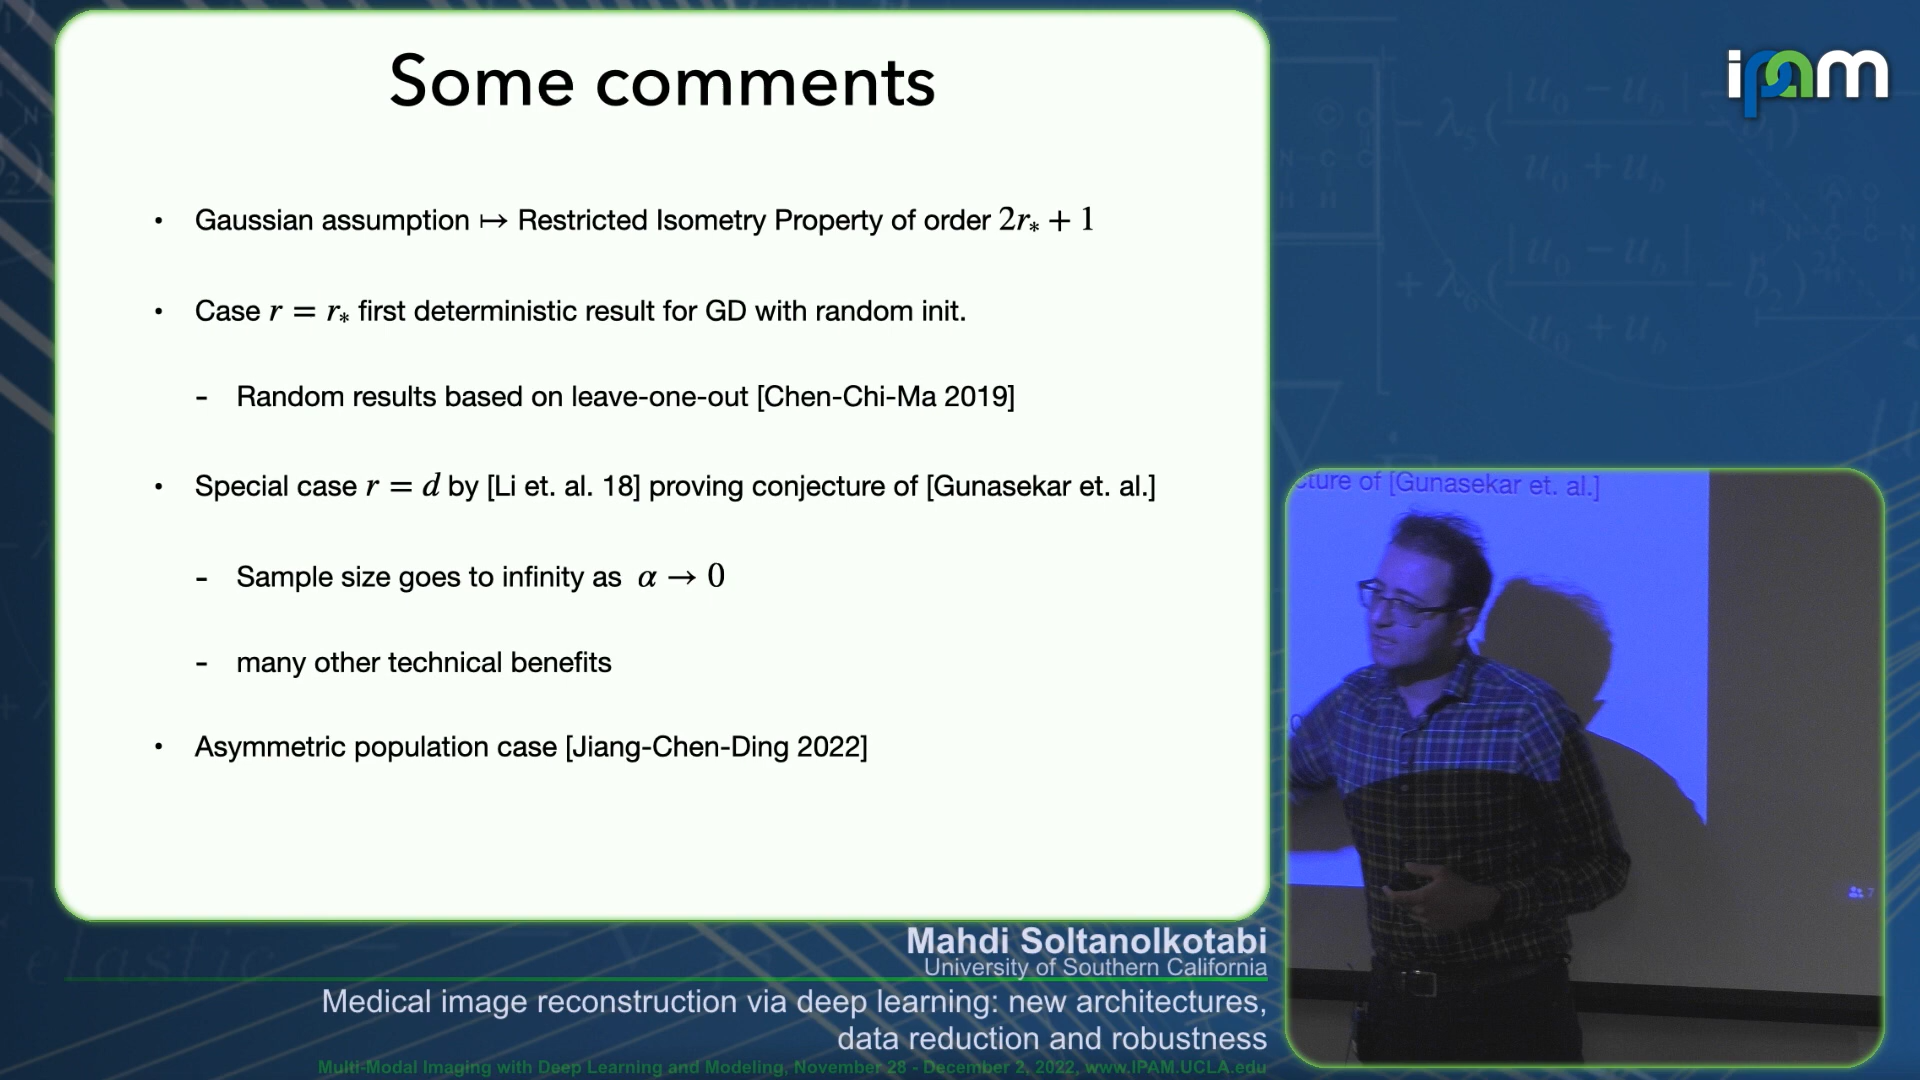 Some comments
• Gaussian assumption ↦ Restricted Isometry Property of order 2r* + 1
• Case r = r* first deterministic result for GD with random init.
- Random results based on leave-one-out [Chen-Chi-Ma 2019]
• Special case r = d by [Li et. al. 18] proving conjecture of [Gunasekar et. al.]
- Sample size goes to infinity as α → 0
- many other technical benefits
• Asymmetric population case [Jiang-Chen-Ding 2022]
ipam
cture of [Gunasekar et. al.]
7
Mahdi Soltanolkotabi
University of Southern California
Medical image reconstruction via deep learning: new architectures,
data reduction and robustness
Multi-Modal Imaging with Deep Learning and Modeling, November 28 - December 2, 2022, www.IPAM.UCLA.edu
elastic